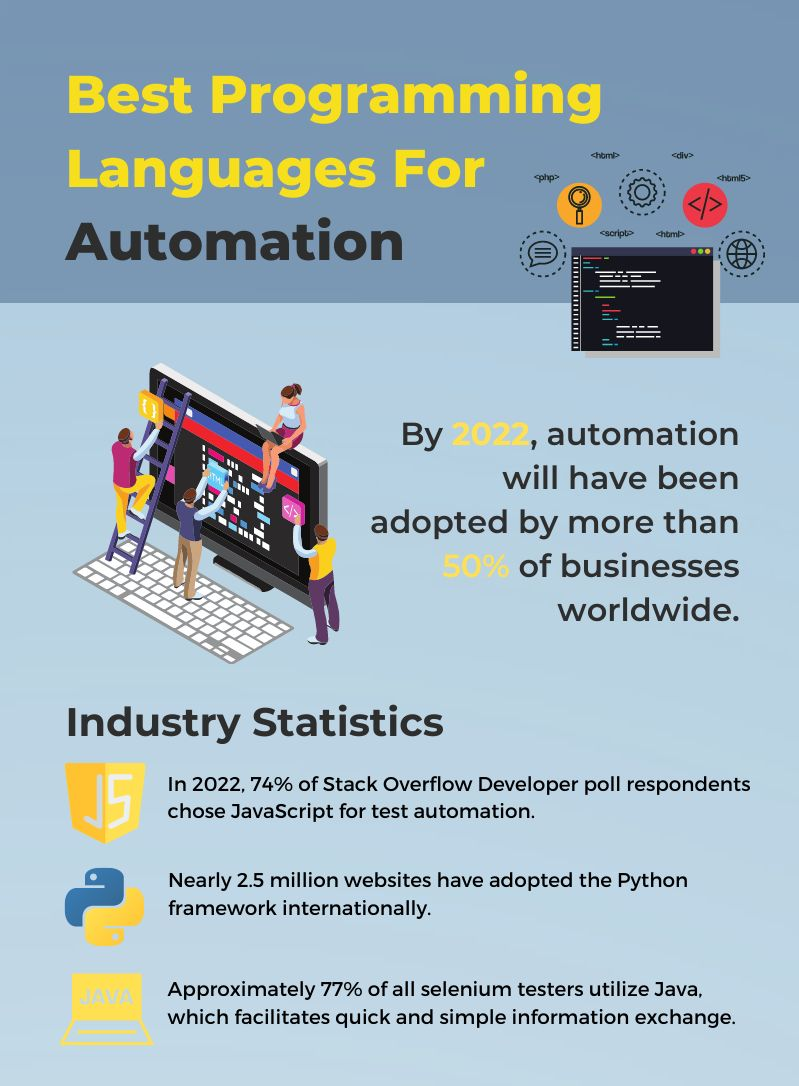 Best Programming
Languages For
Automation
<html>
<div>
<php>
<html5>
</>
<script>
<html>
{ }
HTML
</>
By 2022, automation
will have been
adopted by more than
50% of businesses
worldwide.
Industry Statistics
JS
In 2022, 74% of Stack Overflow Developer poll respondents
chose JavaScript for test automation.
Nearly 2.5 million websites have adopted the Python
framework internationally.
JAVA
Approximately 77% of all selenium testers utilize Java,
which facilitates quick and simple information exchange.